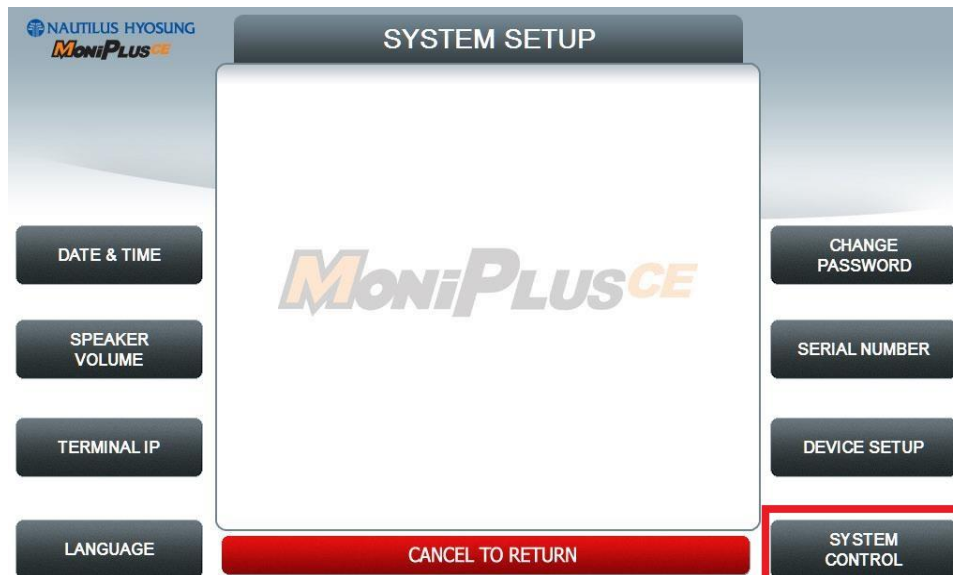 NAUTILUS HYOSUNG
MONiPLUSCE
SYSTEM SETUP
DATE & TIME
SPEAKER
VOLUME
TERMINAL IP
LANGUAGE
MONiPLUSCE
CHANGE
PASSWORD
SERIAL NUMBER
DEVICE SETUP
SYSTEM
CONTROL
CANCEL TO RETURN